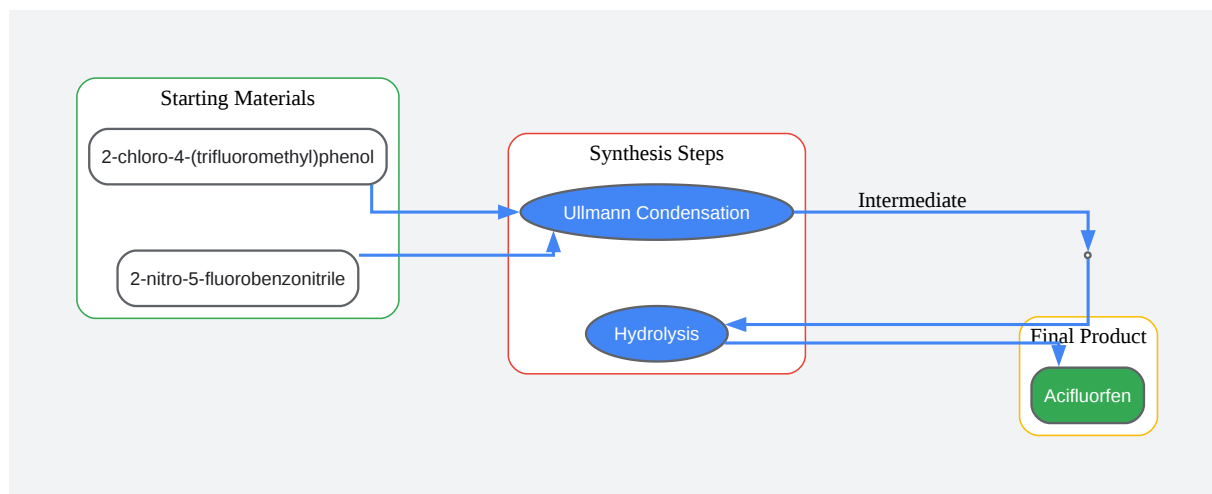 Starting Materials
2-chloro-4-(trifluoromethyl)phenol
2-nitro-5-fluorobenzonitrile
Synthesis Steps
Ullmann Condensation
Intermediate
Hydrolysis
Final Product
Acifluorfen